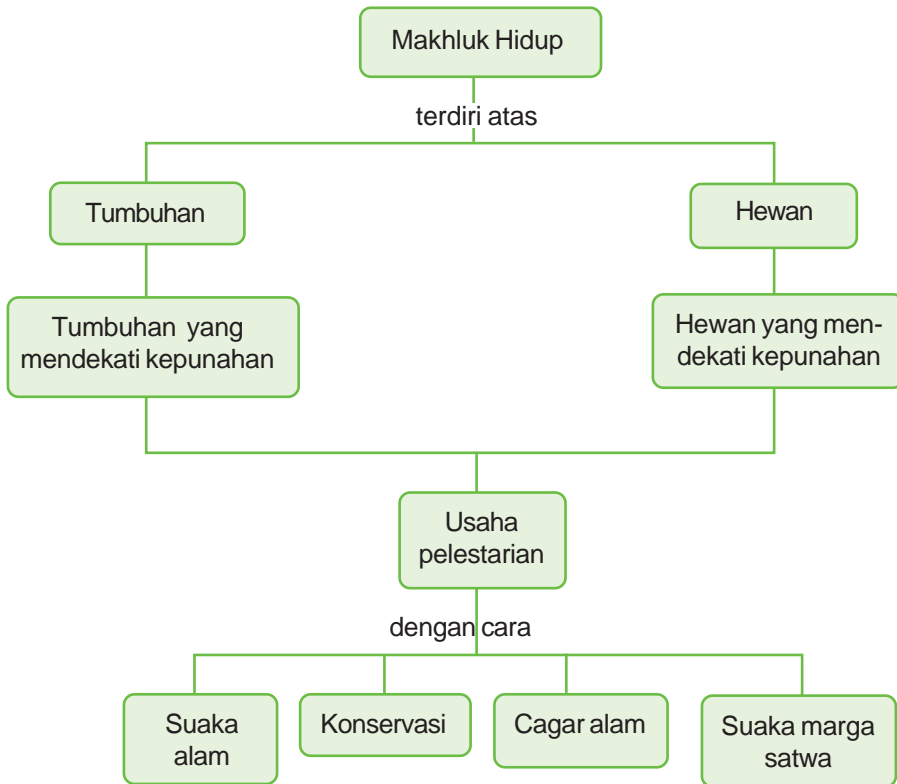 Makhluk Hidup
terdiri atas
Tumbuhan
Hewan
Tumbuhan yang
mendekati kepunahan
Hewan yang men-
dekati kepunahan
Usaha
pelestarian
dengan cara
Suaka
alam
Konservasi
Cagar alam
Suaka marga
satwa